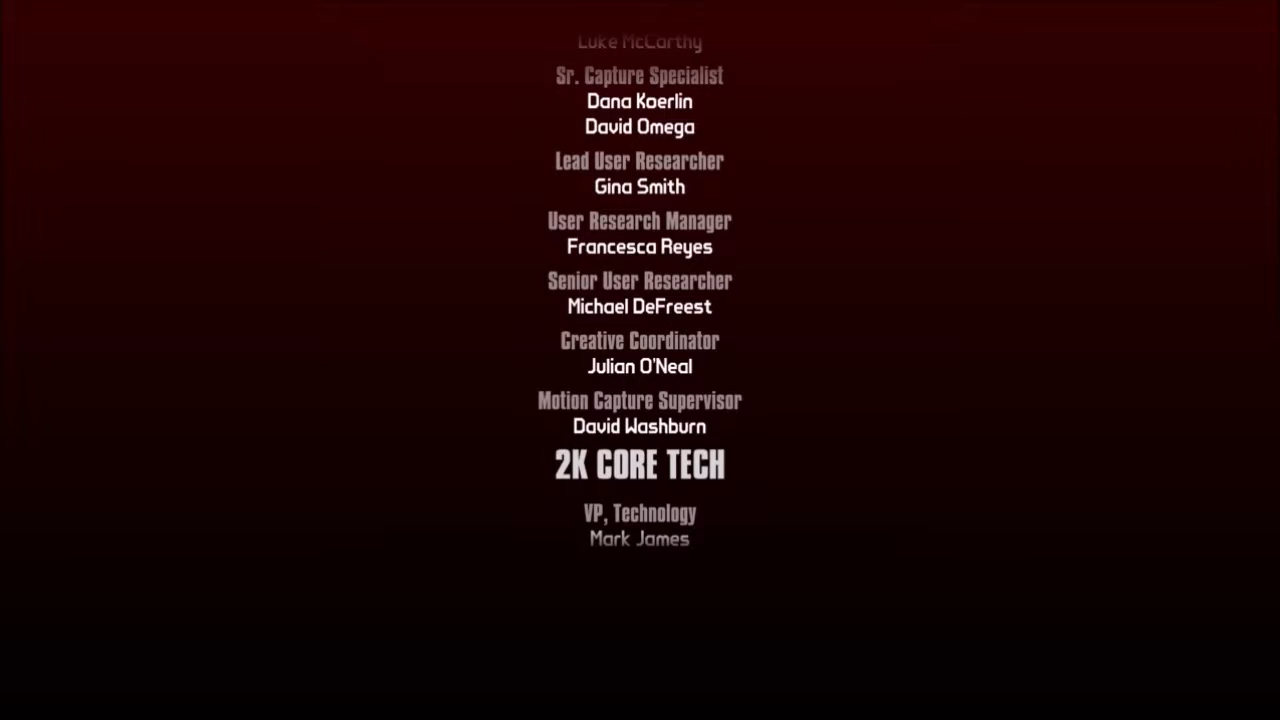 Luke McCarthy
Sr. Capture Specialist
Dana Koerlin
David Omega
Lead User Researcher
Gina Smith
User Research Manager
Francesca Reyes
Senior User Researcher
Michael DeFreest
Creative Coordinator
Julian O'Neal
Motion Capture Supervisor
David Washburn
2K CORE TECH
VP, Technology
Mark James